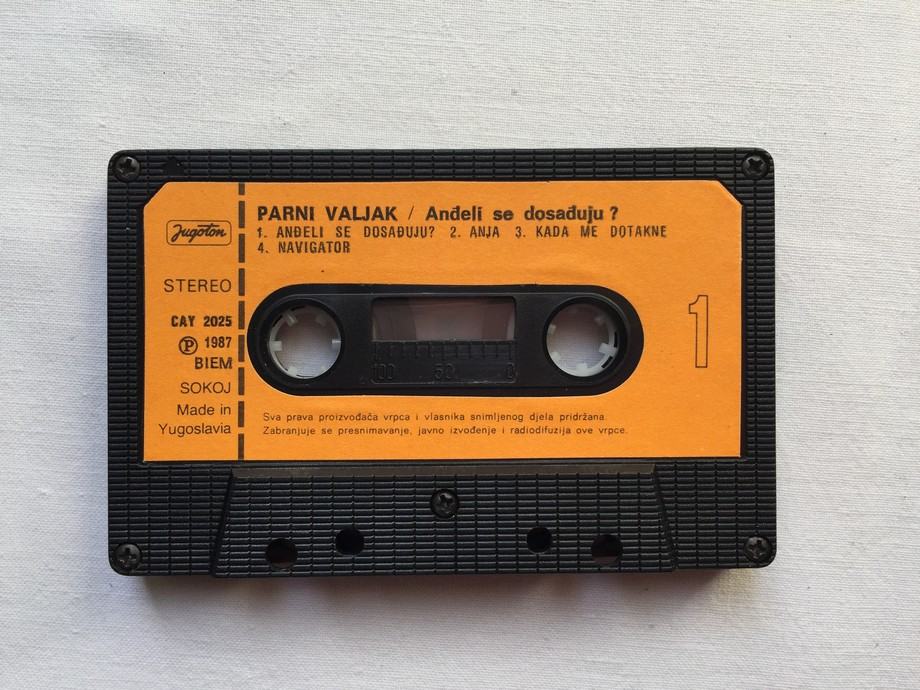 PARNI VALJAK / Anđeli se dosađuju?
1. ANĐELI SE DOSAĐUJU? 2. ANJA 3. KADA ME DOTAKNE
4. NAVIGATOR
Jugoton
STEREO
CAY 2025
Ⓟ 1987
BIEM
SOKOJ
Made in
Yugoslavia
100 50 0
1
Sva prava proizvođača vrpca i vlasnika snimljenog djela pridržana.
Zabranjuje se presnimavanje, javno izvođenje i radiodifuzija ove vrpce.